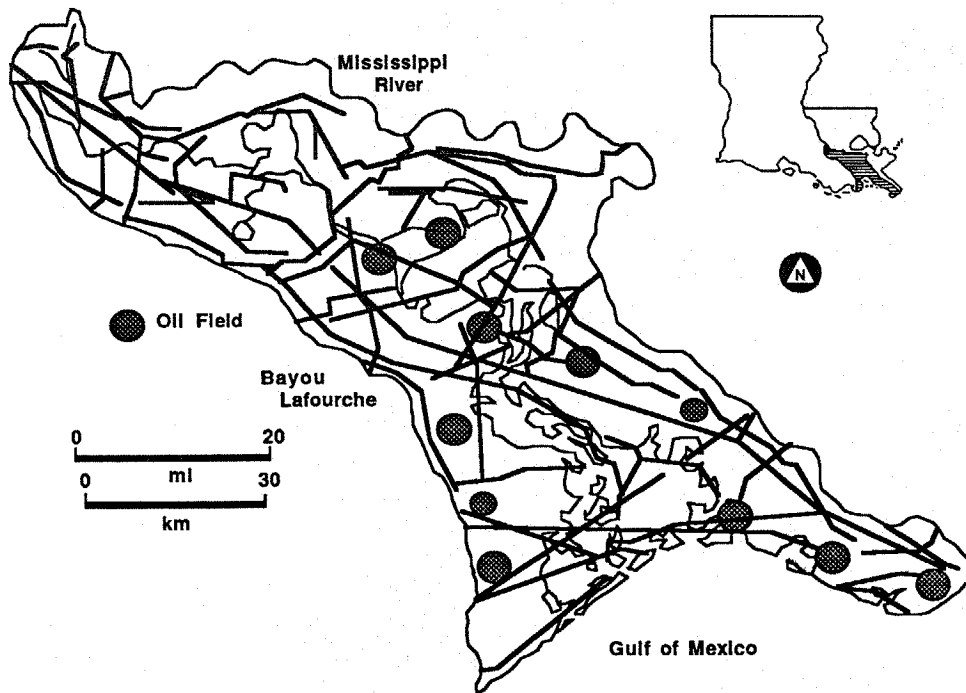 Mississippi
River
N
Oil Field
Bayou
Lafourche
0 20
mi
0 30
km
Gulf of Mexico